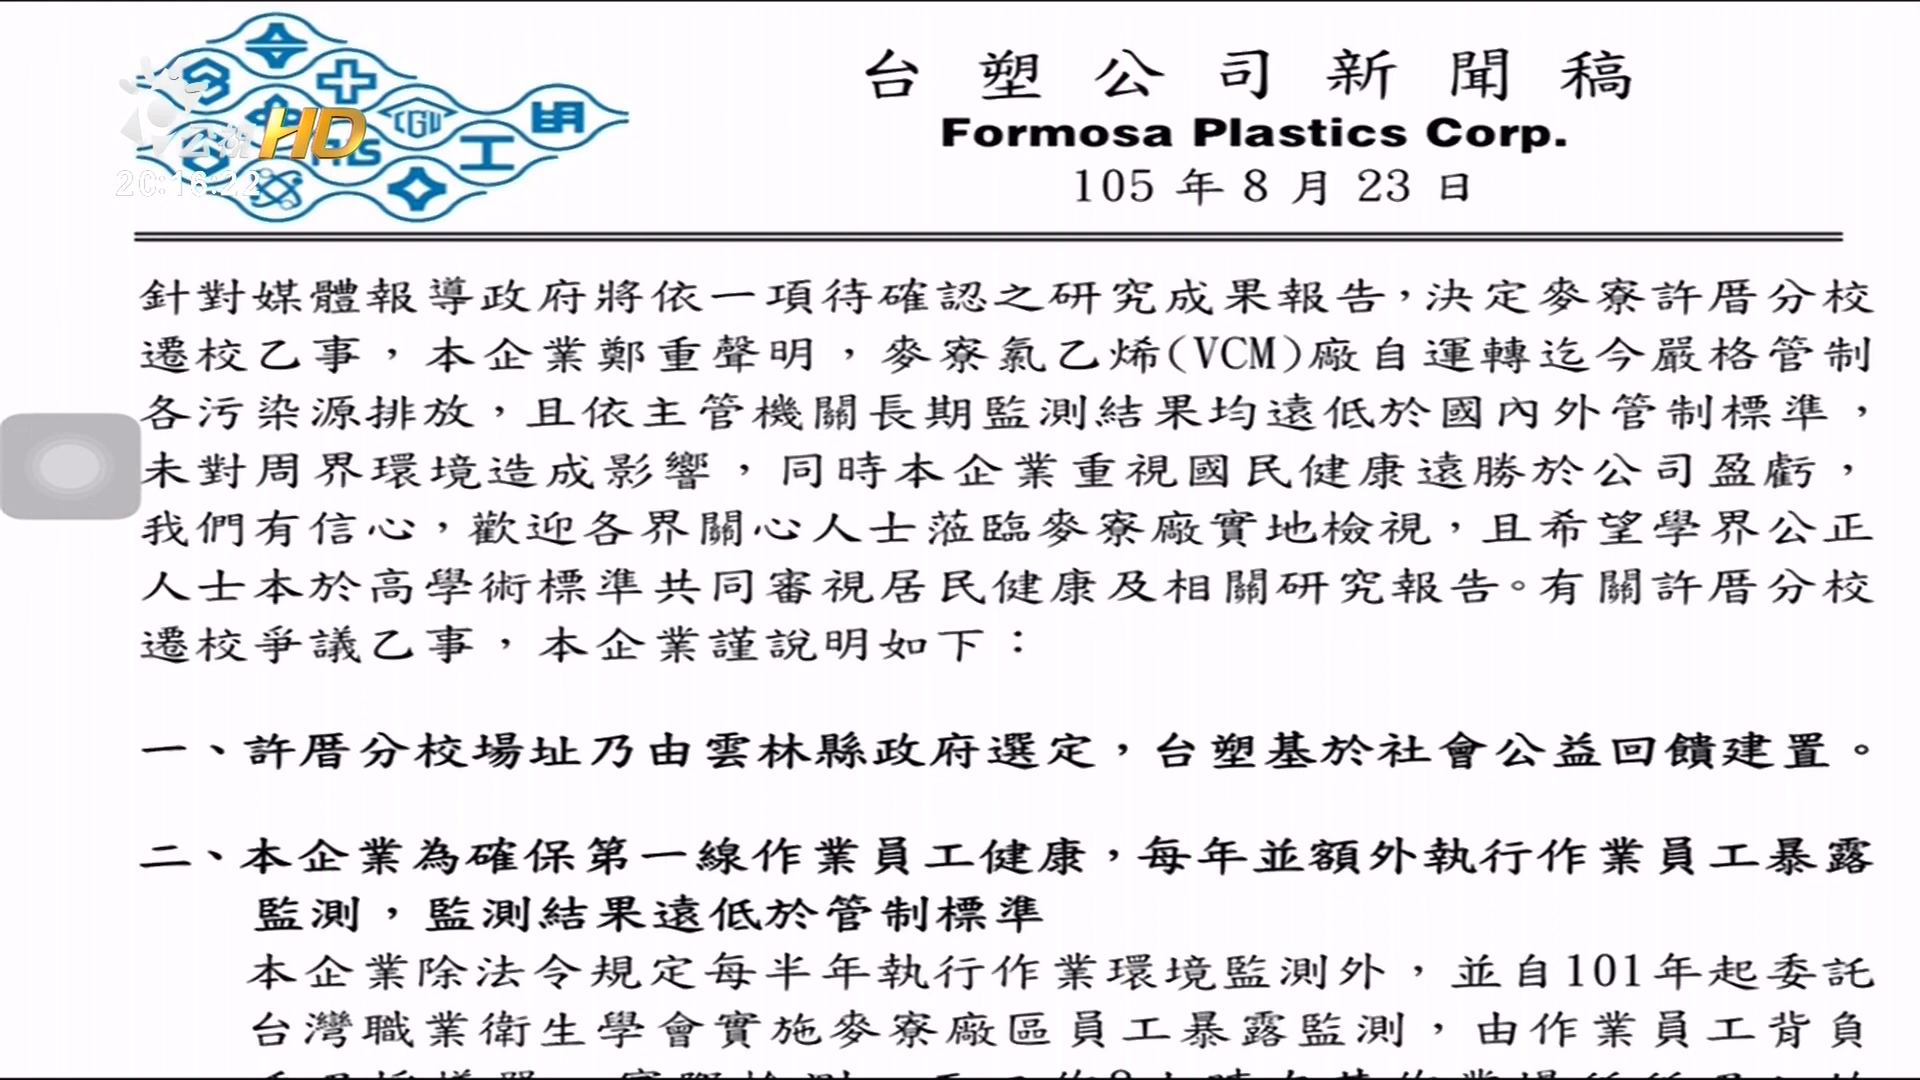 台塑公司新聞稿
Formosa Plastics Corp.
105 年 8 月 23 日
公視 HD
20:16:22
CGU
明
工
針對媒體報導政府將依一項待確認之研究成果報告，決定麥寮許厝分校
遷校乙事，本企業鄭重聲明，麥寮氯乙烯(VCM)廠自運轉迄今嚴格管制
各污染源排放，且依主管機關長期監測結果均遠低於國內外管制標準，
未對周界環境造成影響，同時本企業重視國民健康遠勝於公司盈虧，
我們有信心，歡迎各界關心人士蒞臨麥寮廠實地檢視，且希望學界公正
人士本於高學術標準共同審視居民健康及相關研究報告。有關許厝分校
遷校爭議乙事，本企業謹說明如下：
一、許厝分校場址乃由雲林縣政府選定，台塑基於社會公益回饋建置。
二、本企業為確保第一線作業員工健康，每年並額外執行作業員工暴露
監測，監測結果遠低於管制標準
本企業除法令規定每半年執行作業環境監測外，並自101年起委託
台灣職業衛生學會實施麥寮廠區員工暴露監測，由作業員工背負